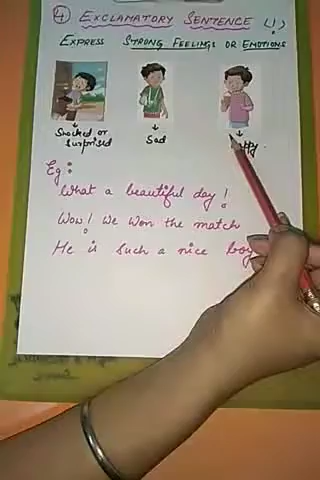 ④ Exclamatory Sentence (!)
Express Strong Feelings or Emotions
Shocked or surprised
Sad
Eg:
What a beautiful day!
Wow! We won the match
He is such a nice boy